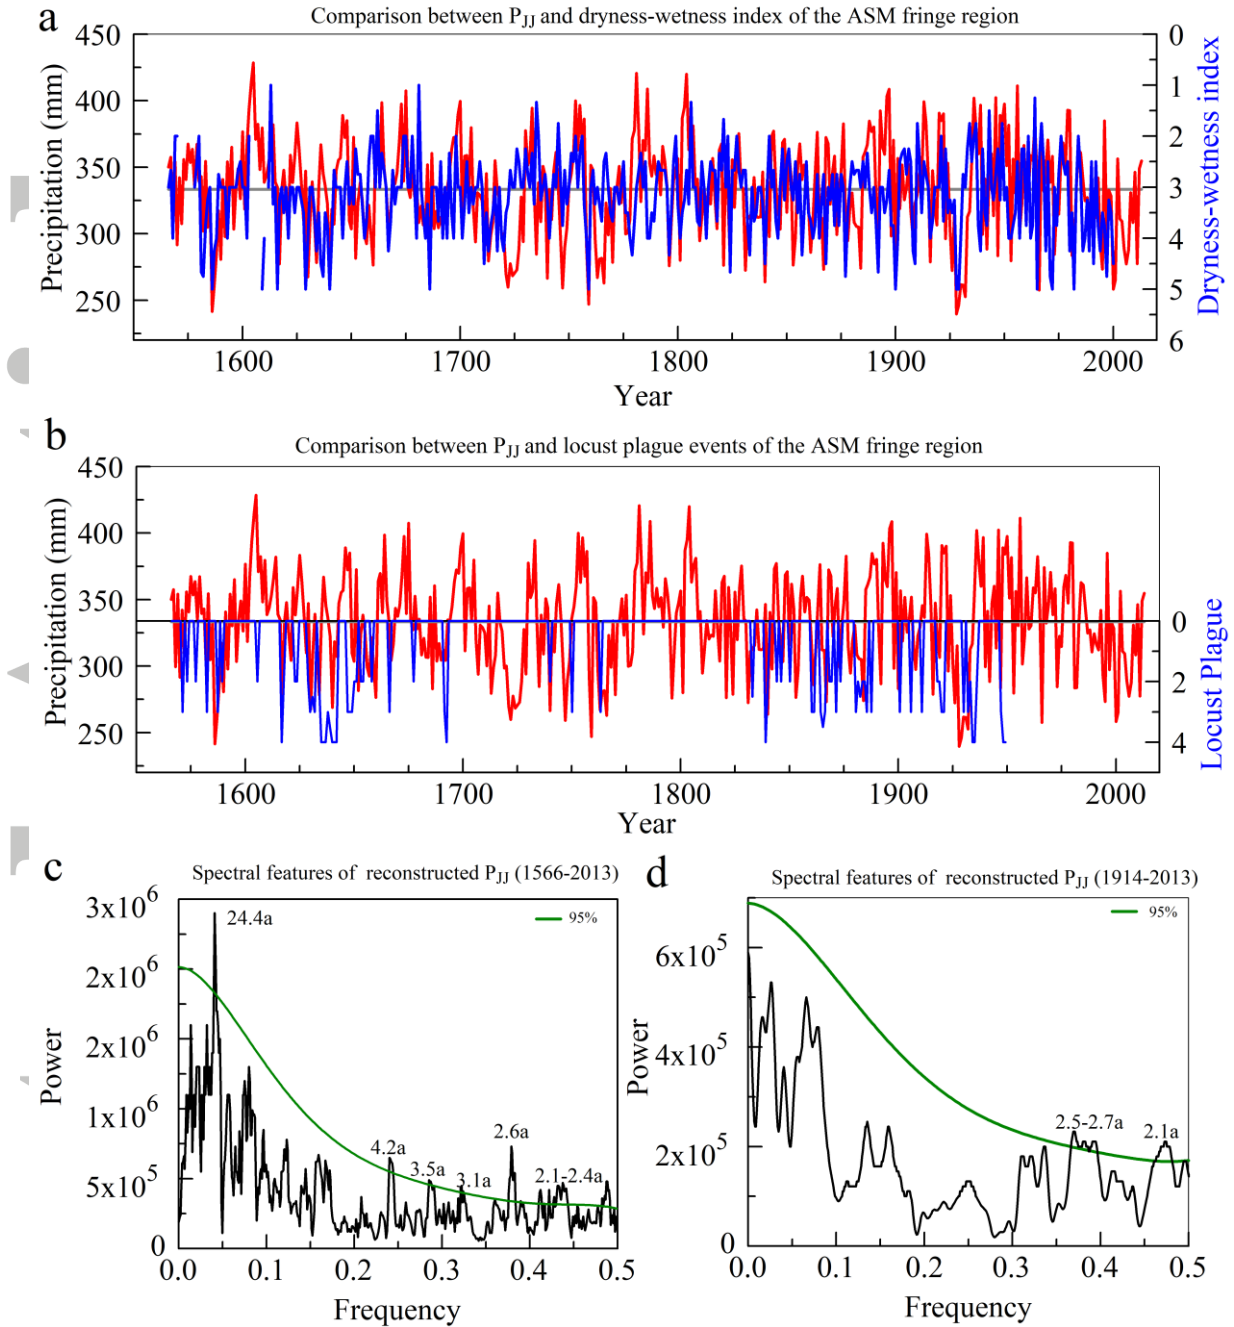 a
Comparison between PJJ and dryness-wetness index of the ASM fringe region
450
400
350
300
250
Precipitation (mm)
0
1
2
3
4
5
6
Dryness-wetness index
1600
1700
1800
1900
2000
Year
b
Comparison between PJJ and locust plague events of the ASM fringe region
450
400
350
300
250
Precipitation (mm)
0
2
4
Locust Plague
1600
1700
1800
1900
2000
Year
c
Spectral features of reconstructed PJJ (1566-2013)
3x10^6
2x10^6
2x10^6
1x10^6
5x10^5
0
Power
24.4a
95%
4.2a
3.5a
3.1a
2.6a
2.1-2.4a
0.0
0.1
0.2
0.3
0.4
0.5
Frequency
d
Spectral features of reconstructed PJJ (1914-2013)
6x10^5
4x10^5
2x10^5
0
Power
95%
2.5-2.7a
2.1a
0.0
0.1
0.2
0.3
0.4
0.5
Frequency